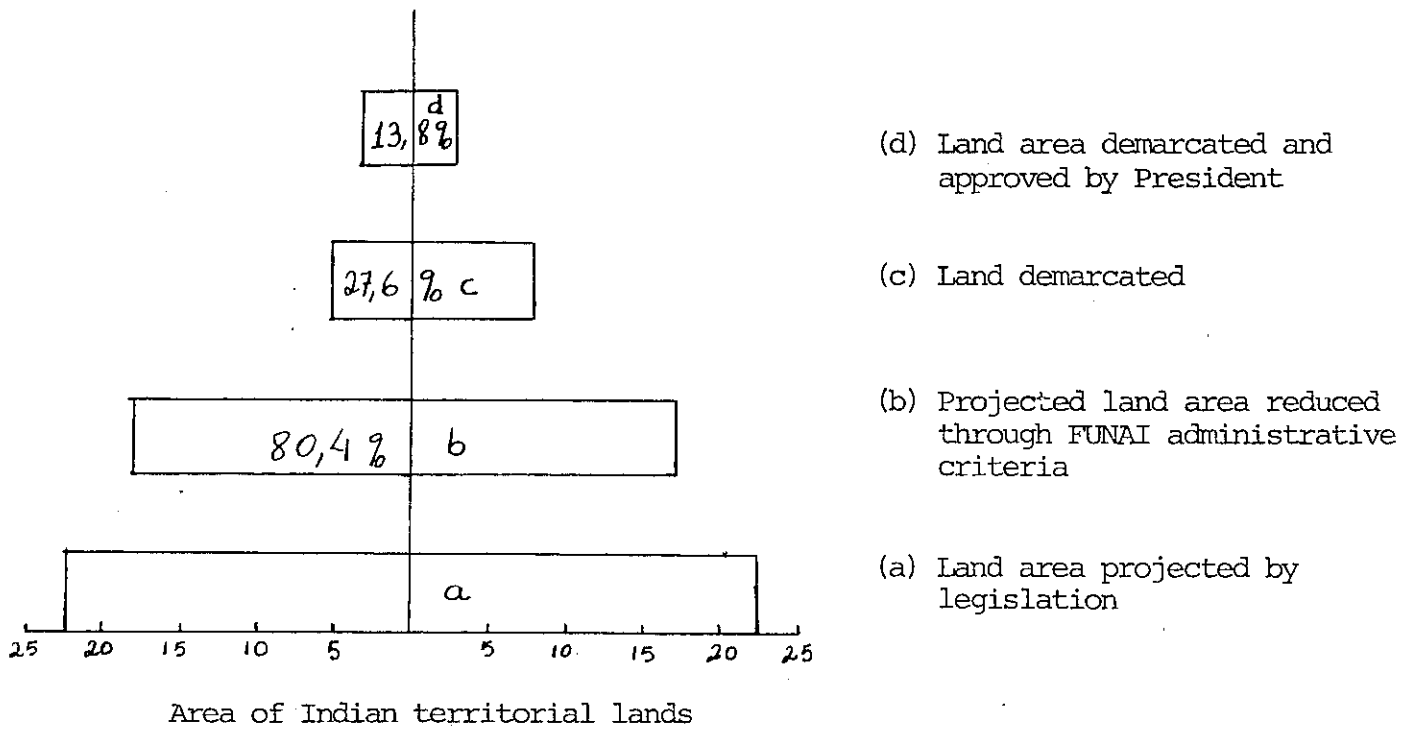 d
13,8%
(d) Land area demarcated and
approved by President
27,6 % c
(c) Land demarcated
80,4 % b
(b) Projected land area reduced
through FUNAI administrative
criteria
a
(a) Land area projected by
legislation
25 20 15 10 5 5 10 15 20 25
Area of Indian territorial lands